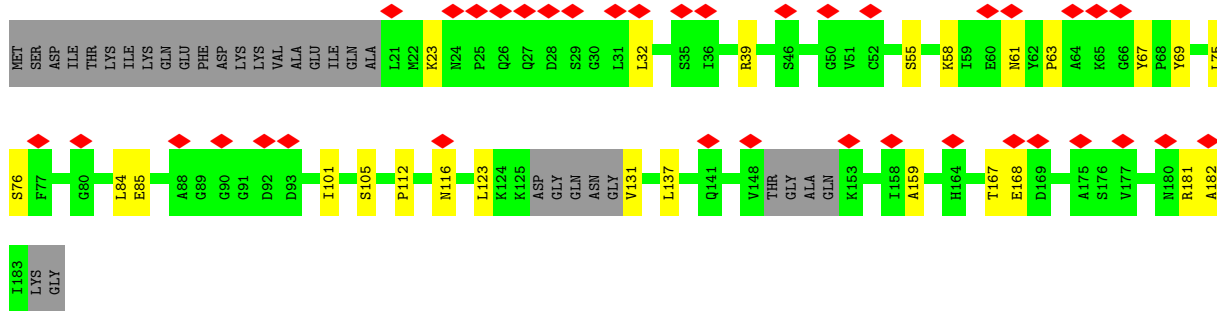 MET SER ASP ILE THR LYS ILE LYS GLN GLU PHE ASP LYS LYS VAL ALA GLU ILE GLN ALA L21 M22 K23 N24 P25 Q26 Q27 D28 S29 G30 L31 L32 S35 I36 R39 S46 G50 V51 C52 S55 K58 I59 E60 N61 Y62 P63 A64 K65 G66 Y67 P68 Y69 L75
S76 F77 G80 L84 E85 A88 G89 G90 G91 D92 D93 I101 S105 P112 N116 L123 K124 K125 ASP GLY GLN ASN GLY V131 L137 Q141 V148 THR GLY ALA GLN K153 I158 A159 H164 T167 E168 D169 A175 S176 V177 N180 R181 A182
I183 LYS GLY